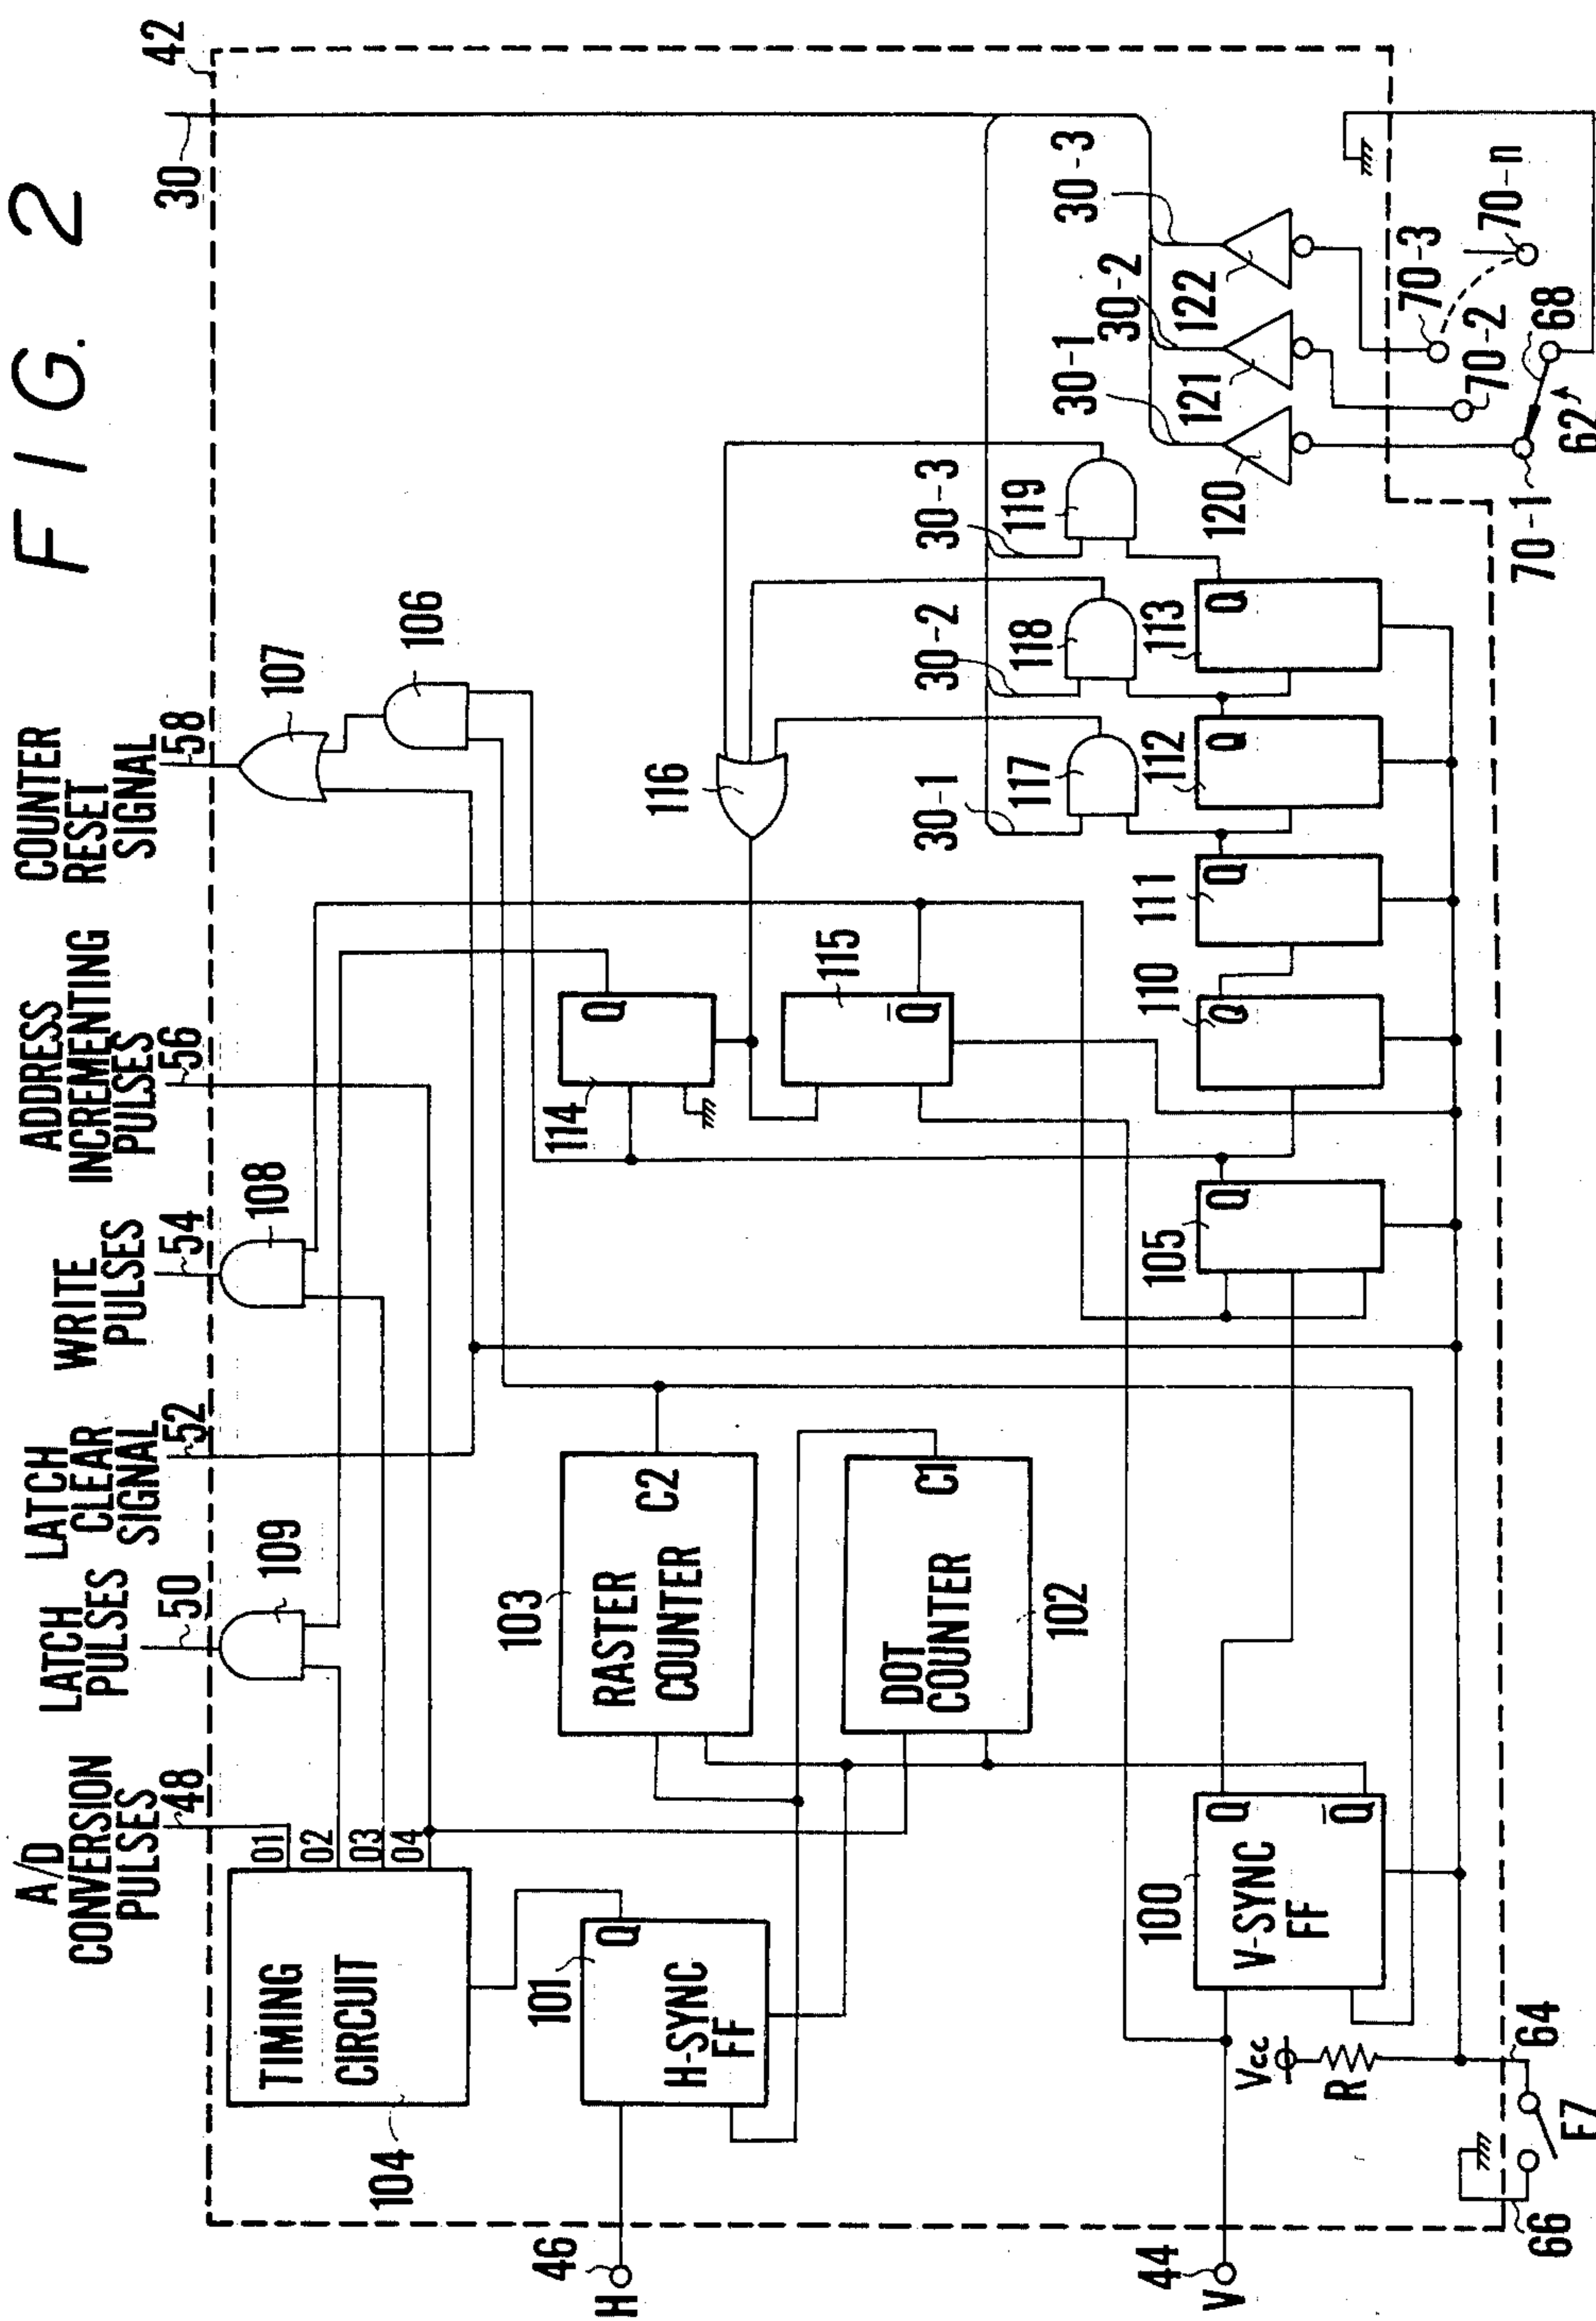 FIG. 2
A/D
CONVERSION
PULSES
48
LATCH
PULSES
50
LATCH
CLEAR
SIGNAL
52
WRITE
PULSES
54
ADDRESS
INCREMENTING
PULSES
56
COUNTER
RESET
SIGNAL
58
30
42
109
108
107
106
TIMING
CIRCUIT
01
02
03
04
104
H
46
101
Q
H-SYNC
FF
103
RASTER
COUNTER
C2
DOT
COUNTER
C1
102
114
Q
115
Q̄
116
V
44
100
Q
V-SYNC
FF
Q̄
105
Q
110
Q
111
Q
112
Q
113
Q
30-1
117
30-2
118
30-3
119
30-1
30-2
30-3
120
121
122
Vcc
R
64
66
70-1
70-2
70-3
70-n
62
68